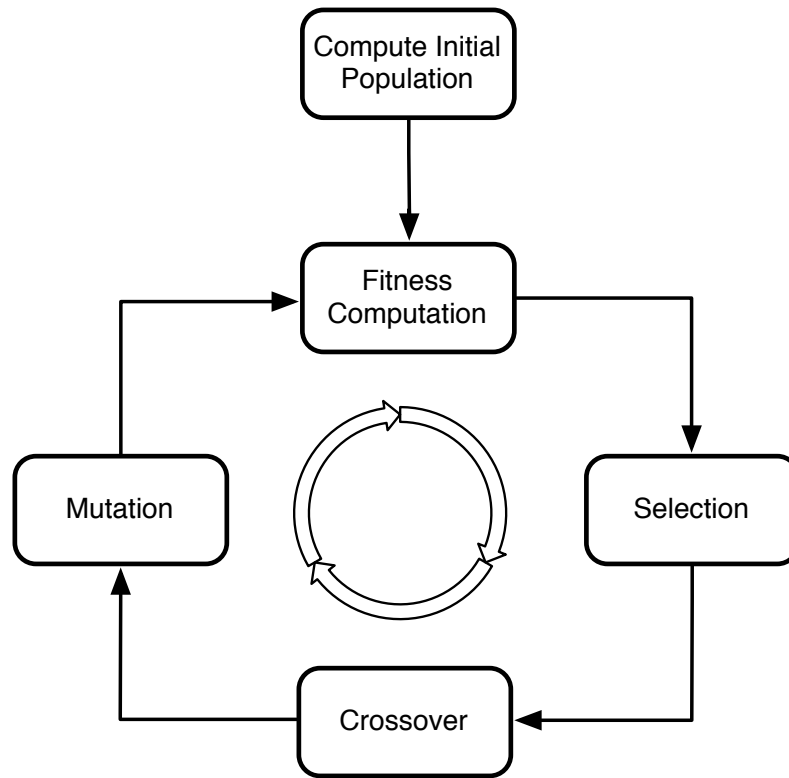 Compute Initial
Population
Fitness
Computation
Mutation
Selection
Crossover